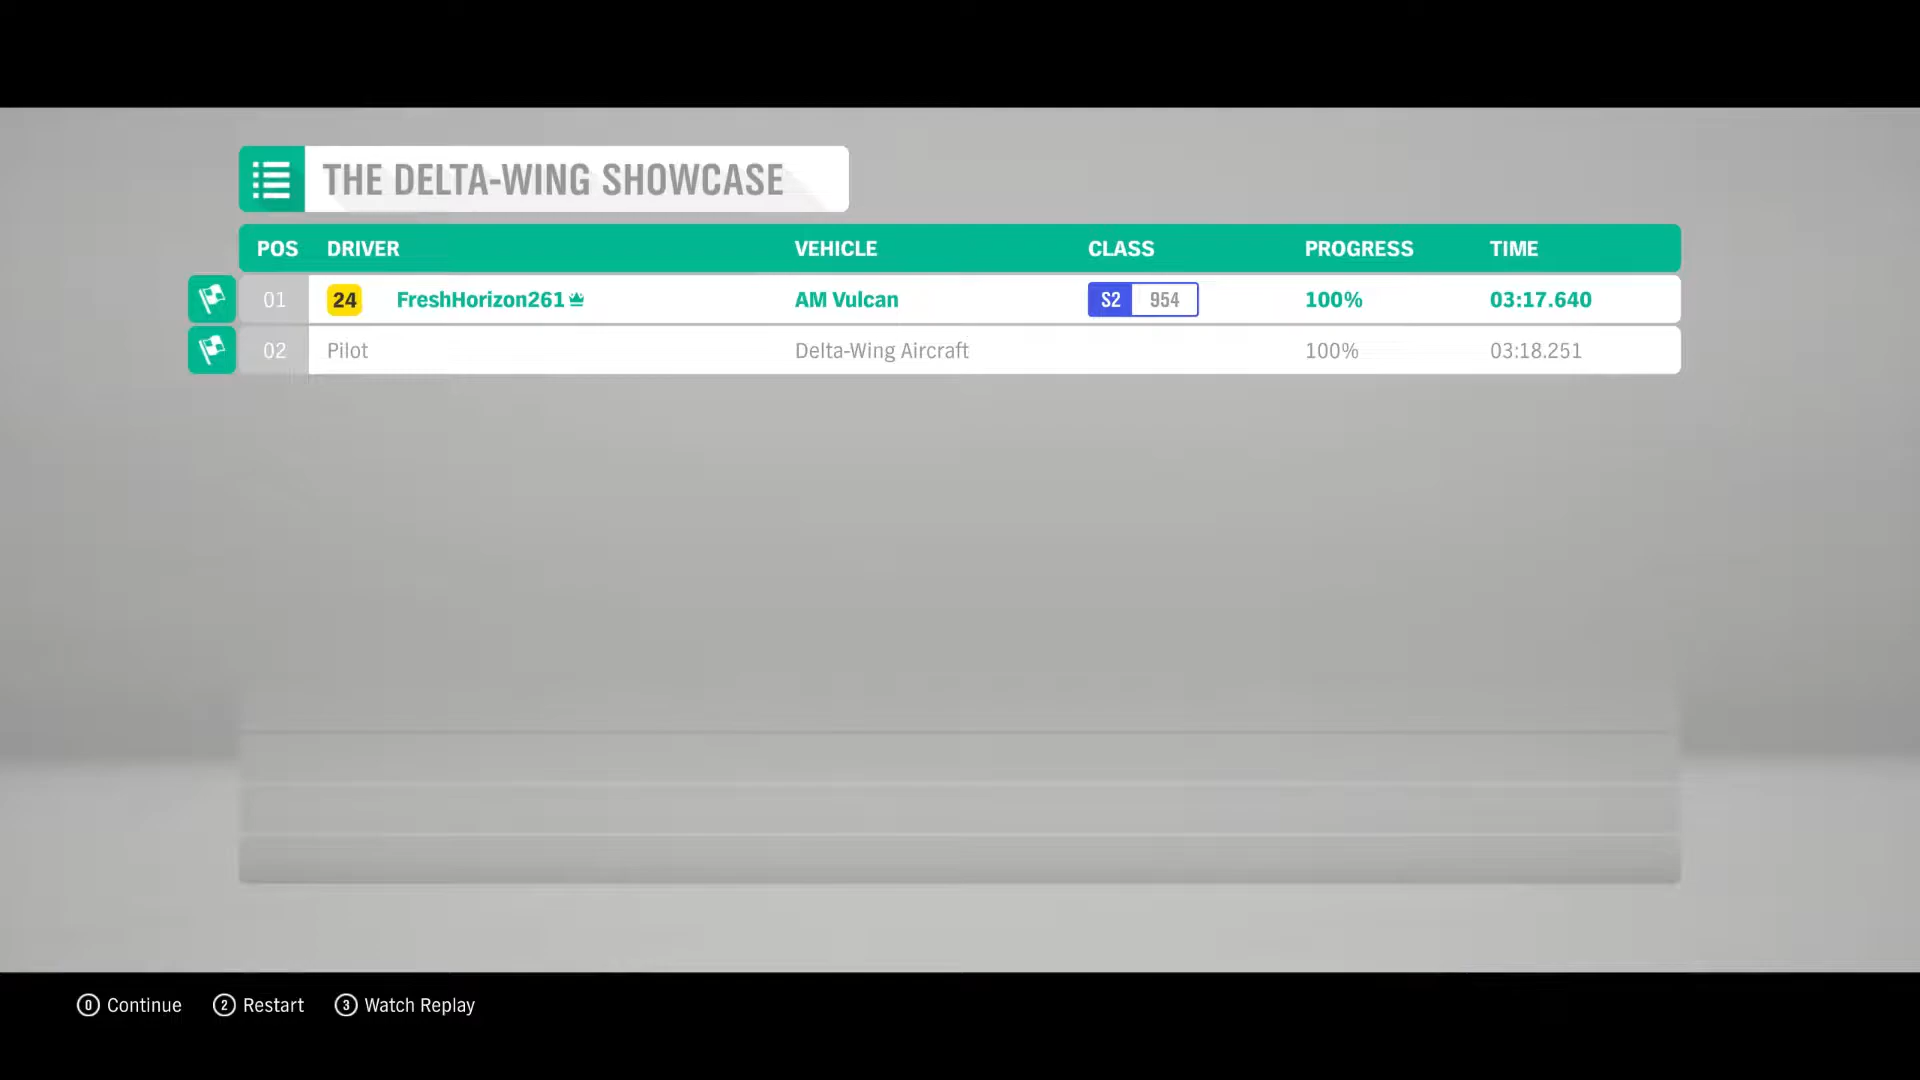 THE DELTA-WING SHOWCASE
POS DRIVER VEHICLE CLASS PROGRESS TIME
01 24 FreshHorizon261 AM Vulcan S2 954 100% 03:17.640
02 Pilot Delta-Wing Aircraft 100% 03:18.251
0 Continue 2 Restart 3 Watch Replay